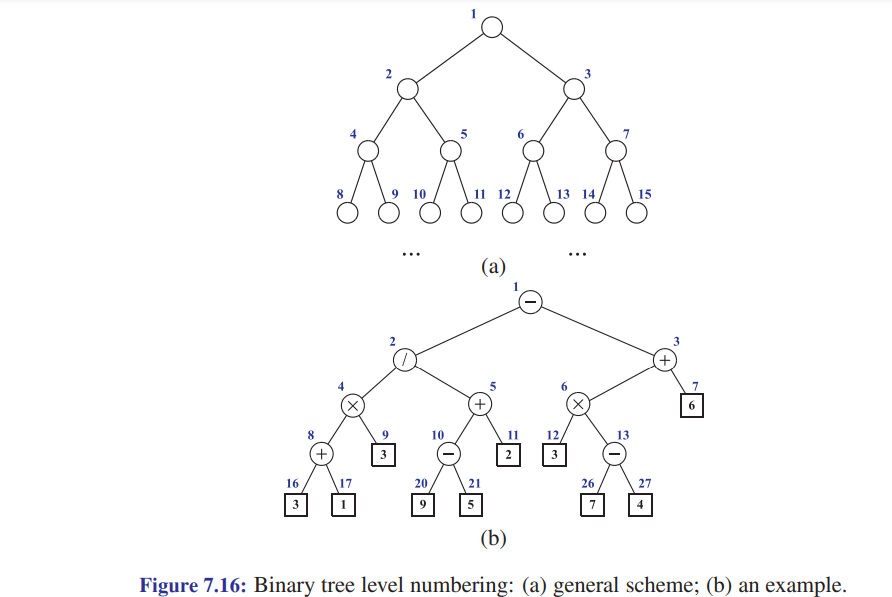 1
2 3
4 5 6 7
8 9 10 11 12 13 14 15
... ...
(a)
1
−
2 3
/ +
4 5 6 7
× + × 6
8 9 10 11 12 13
+ 3 − 2 3 −
16 17 20 21 26 27
3 1 9 5 7 4
(b)
Figure 7.16: Binary tree level numbering: (a) general scheme; (b) an example.